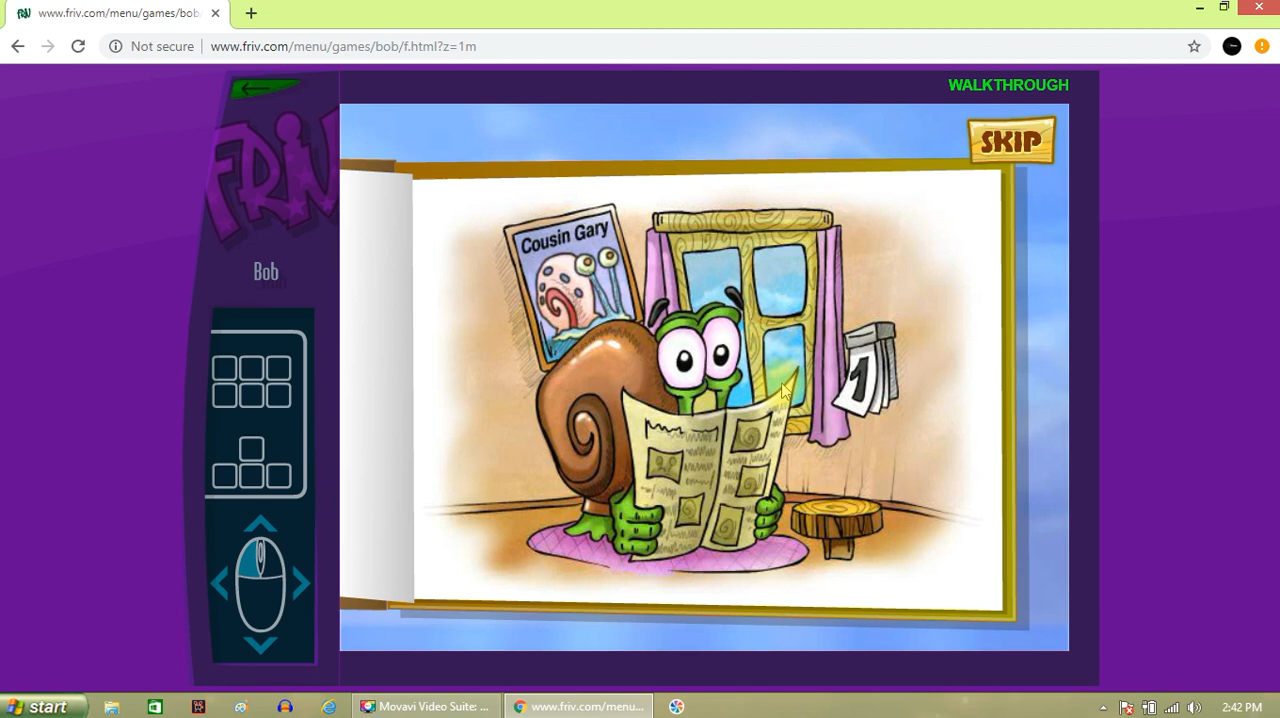 www.friv.com/menu/games/bob/
Not secure
www.friv.com/menu/games/bob/f.html?z=1m
WALKTHROUGH
SKIP
FRIV
Bob
Cousin Gary
1
start
Movavi Video Suite: ...
www.friv.com/menu...
2:42 PM